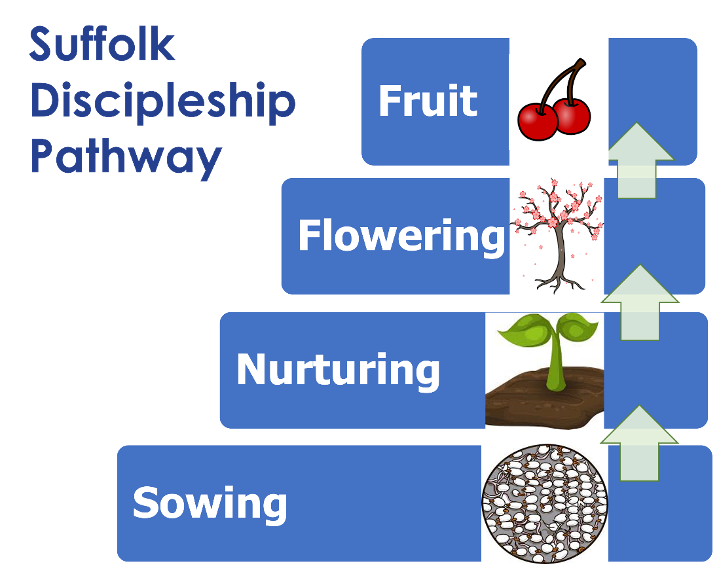 Suffolk
Discipleship
Pathway
Fruit
Flowering
Nurturing
Sowing